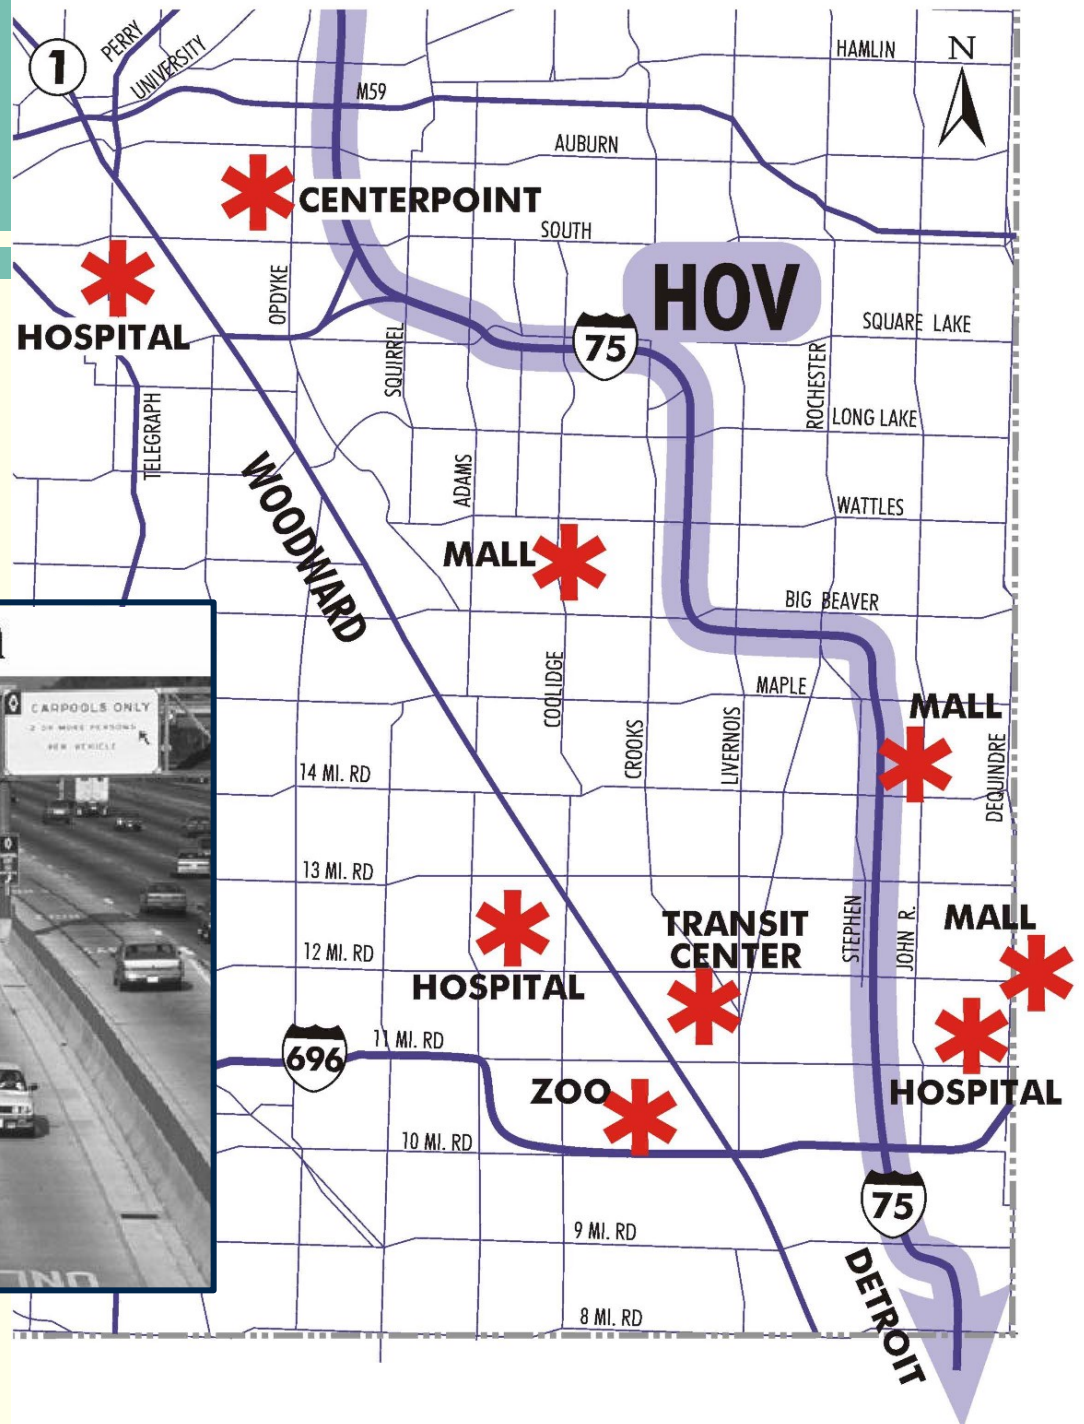 1
PERRY
UNIVERSITY
HAMLIN
N
M59
AUBURN
CENTERPOINT
SOUTH
HOV
OPDYKE
HOSPITAL
SQUARE LAKE
75
SQUIRREL
ROCHESTER
TELEGRAPH
LONG LAKE
WOODWARD
ADAMS
WATTLES
MALL
BIG BEAVER
COOLIDGE
MAPLE
CARPOOLS ONLY
2 OR MORE PERSONS
PER VEHICLE
MALL
CROOKS
LIVERNOIS
DEQUINDRE
14 MI. RD
13 MI. RD
STEPHEN
JOHN R.
MALL
TRANSIT
CENTER
12 MI. RD
HOSPITAL
11 MI. RD
696
ZOO
HOSPITAL
10 MI. RD
75
9 MI. RD
DETROIT
8 MI. RD